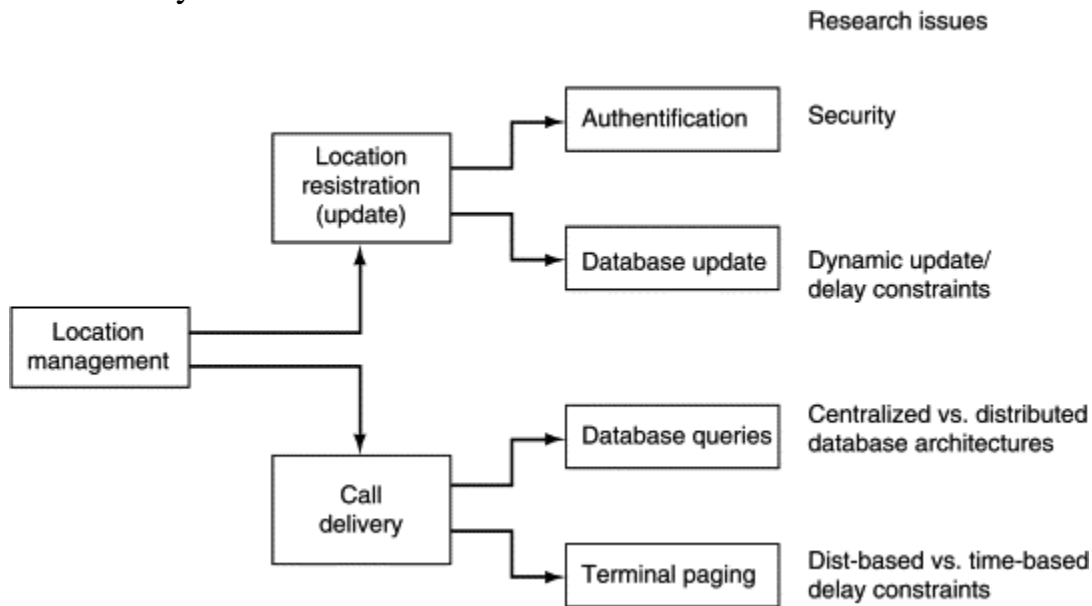 Research issues
Authentification
Security
Location
resistration
(update)
Database update
Dynamic update/
delay constraints
Location
management
Database queries
Centralized vs. distributed
database architectures
Call
delivery
Terminal paging
Dist-based vs. time-based
delay constraints